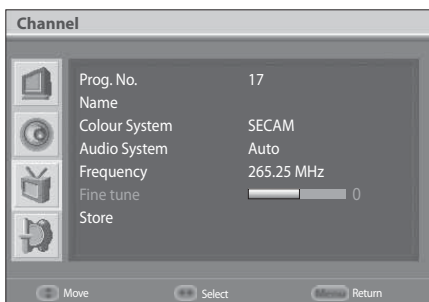 Channel
Prog. No. 17
Name
Colour System SECAM
Audio System Auto
Frequency 265.25 MHz
Fine tune 0
Store
Move Select Menu Return